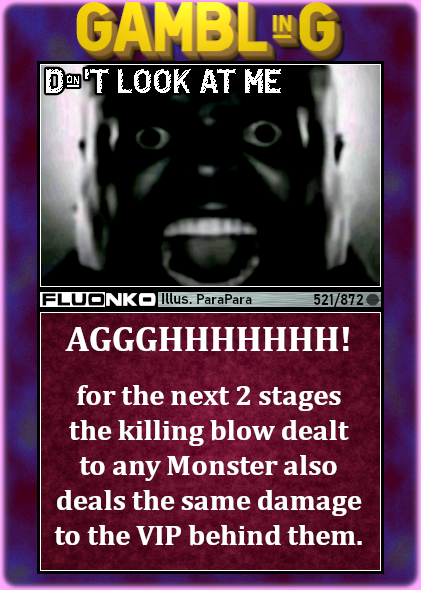 GAMBLinG
Don'T LOOK AT ME
FLUONKO Illus. ParaPara 521/872
AGGGHHHHHHH!
for the next 2 stages
the killing blow dealt
to any Monster also
deals the same damage
to the VIP behind them.